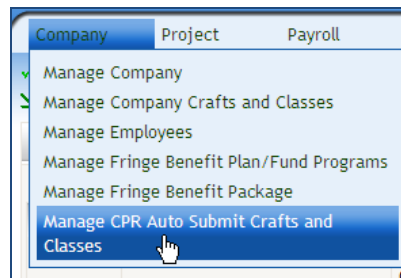 Company Project Payroll
Manage Company
Manage Company Crafts and Classes
Manage Employees
Manage Fringe Benefit Plan/Fund Programs
Manage Fringe Benefit Package
Manage CPR Auto Submit Crafts and
Classes